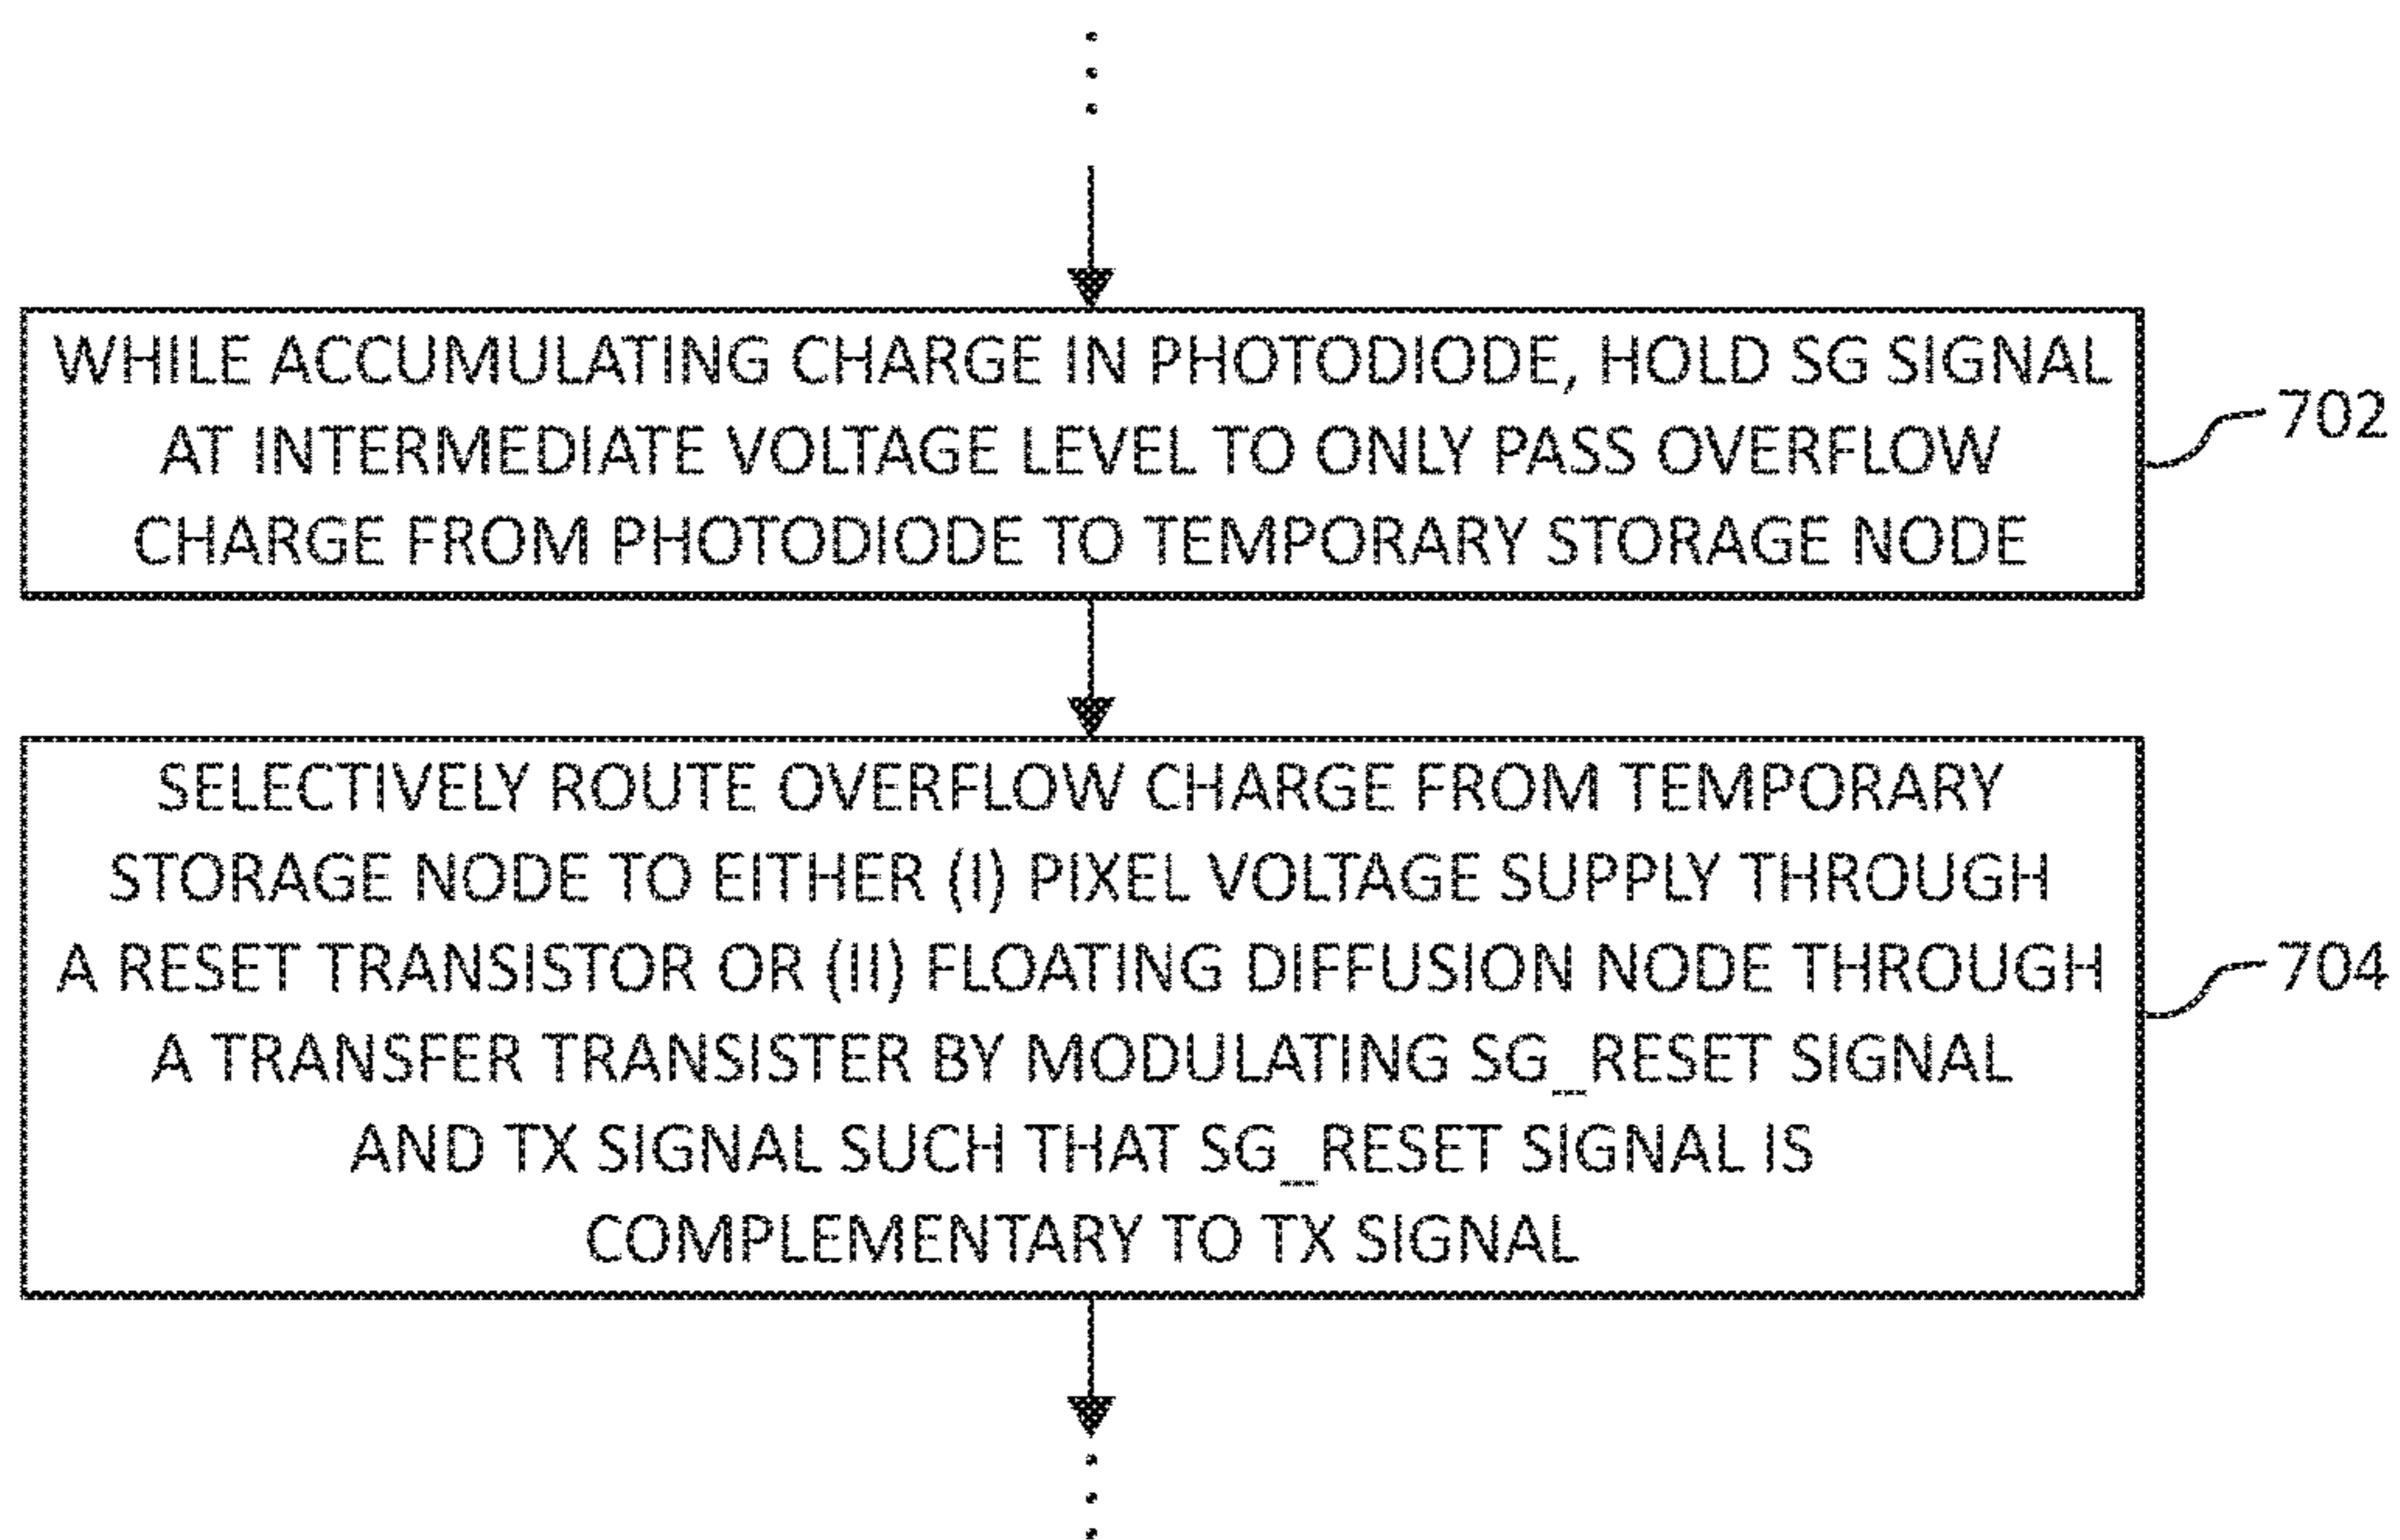 WHILE ACCUMULATING CHARGE IN PHOTODIODE, HOLD SG SIGNAL
AT INTERMEDIATE VOLTAGE LEVEL TO ONLY PASS OVERFLOW
CHARGE FROM PHOTODIODE TO TEMPORARY STORAGE NODE
702
SELECTIVELY ROUTE OVERFLOW CHARGE FROM TEMPORARY
STORAGE NODE TO EITHER (I) PIXEL VOLTAGE SUPPLY THROUGH
A RESET TRANSISTOR OR (II) FLOATING DIFFUSION NODE THROUGH
A TRANSFER TRANSISTER BY MODULATING SG_RESET SIGNAL
AND TX SIGNAL SUCH THAT SG_RESET SIGNAL IS
COMPLEMENTARY TO TX SIGNAL
704